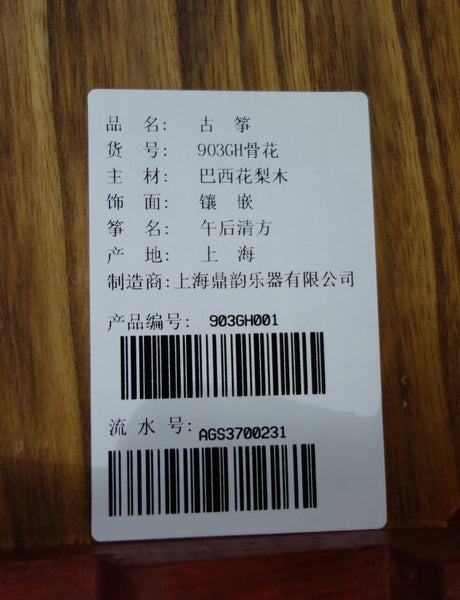 品 名: 古 筝
货 号: 903GH骨花
主 材: 巴西花梨木
饰 面: 镶 嵌
筝 名: 午后清方
产 地: 上 海
制造商:上海鼎韵乐器有限公司
产品编号: 903GH001
流 水 号: AGS3700231